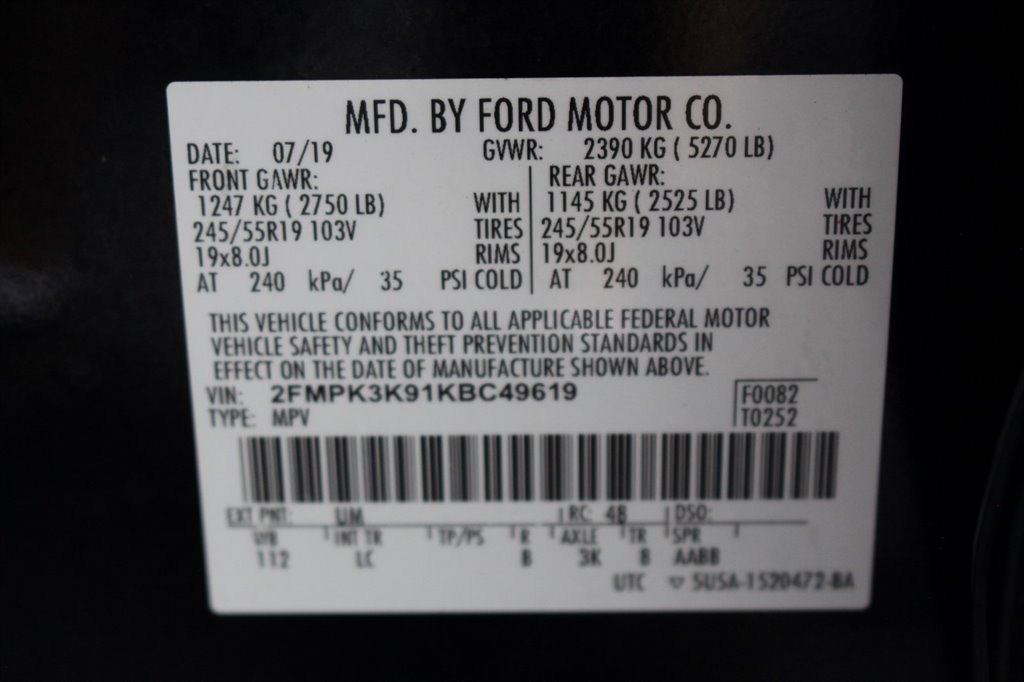 MFD. BY FORD MOTOR CO.
DATE: 07/19 GVWR: 2390 KG ( 5270 LB)
FRONT GAWR: REAR GAWR:
1247 KG ( 2750 LB) WITH 1145 KG ( 2525 LB) WITH
245/55R19 103V TIRES 245/55R19 103V TIRES
19x8.0J RIMS 19x8.0J RIMS
AT 240 kPa/ 35 PSI COLD AT 240 kPa/ 35 PSI COLD
THIS VEHICLE CONFORMS TO ALL APPLICABLE FEDERAL MOTOR
VEHICLE SAFETY AND THEFT PREVENTION STANDARDS IN
EFFECT ON THE DATE OF MANUFACTURE SHOWN ABOVE.
VIN: 2FMPK3K91KBC49619 F0082
TYPE: MPV T0252
EXT PNT: UM RC: 48 DSO:
WB INT TR TP/PS R AXLE TR SPR
112 LC B 3K 8 AABB
UTC 5USA-1520472-BA